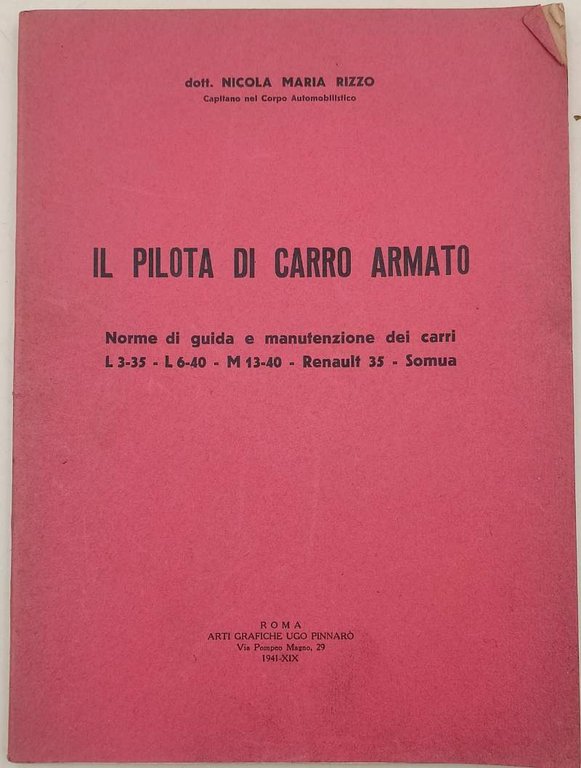 dott. NICOLA MARIA RIZZO
Capitano nel Corpo Automobilistico
IL PILOTA DI CARRO ARMATO
Norme di guida e manutenzione dei carri
L 3-35 - L 6-40 - M 13-40 - Renault 35 - Somua
ROMA
ARTI GRAFICHE UGO PINNARÒ
Via Pompeo Magno, 29
1941-XIX